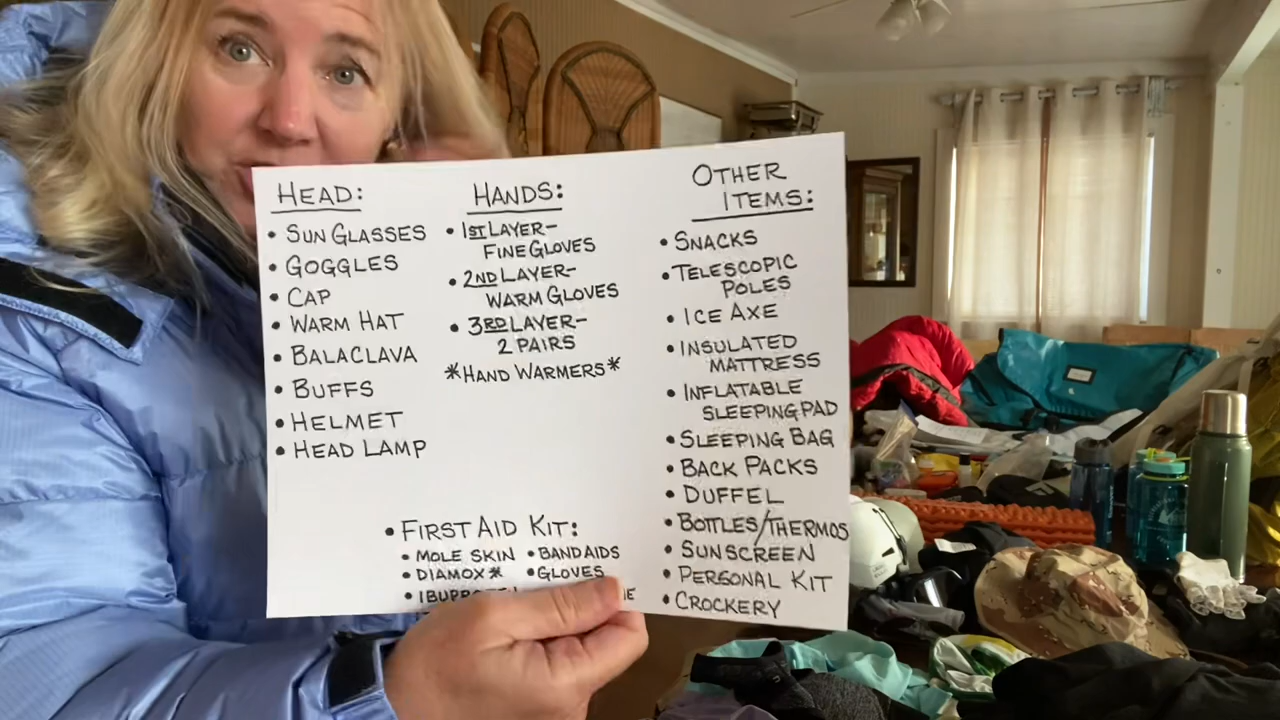 HEAD:
• SUN GLASSES
• GOGGLES
• CAP
• WARM HAT
• BALACLAVA
• BUFFS
• HELMET
• HEAD LAMP
HANDS:
• 1ST LAYER-
FINE GLOVES
• 2ND LAYER-
WARM GLOVES
• 3RD LAYER-
2 PAIRS
*HAND WARMERS*
• FIRST AID KIT:
• MOLE SKIN • BANDAIDS
• DIAMOX* • GLOVES
OTHER
ITEMS:
• SNACKS
• TELESCOPIC
POLES
• ICE AXE
• INSULATED
MATTRESS
• INFLATABLE
SLEEPING PAD
• SLEEPING BAG
• BACK PACKS
• DUFFEL
• BOTTLES/THERMOS
• SUNSCREEN
• PERSONAL KIT
• CROCKERY